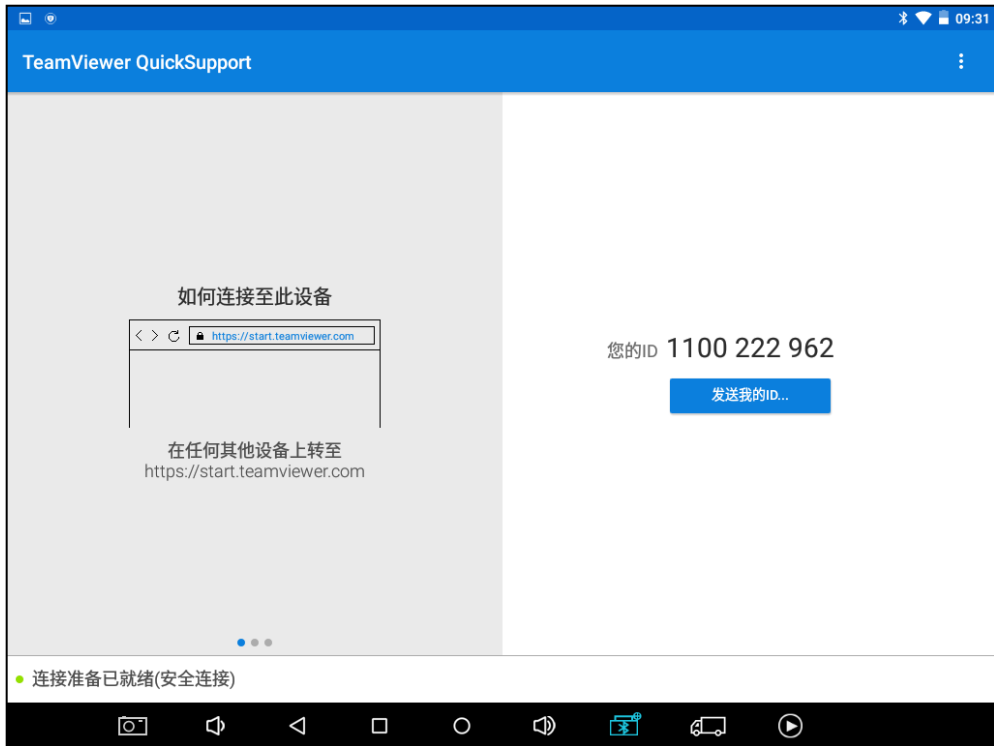 09:31
TeamViewer QuickSupport
如何连接至此设备
https://start.teamviewer.com
在任何其他设备上转至
https://start.teamviewer.com
您的ID 1100 222 962
发送我的ID...
连接准备已就绪(安全连接)